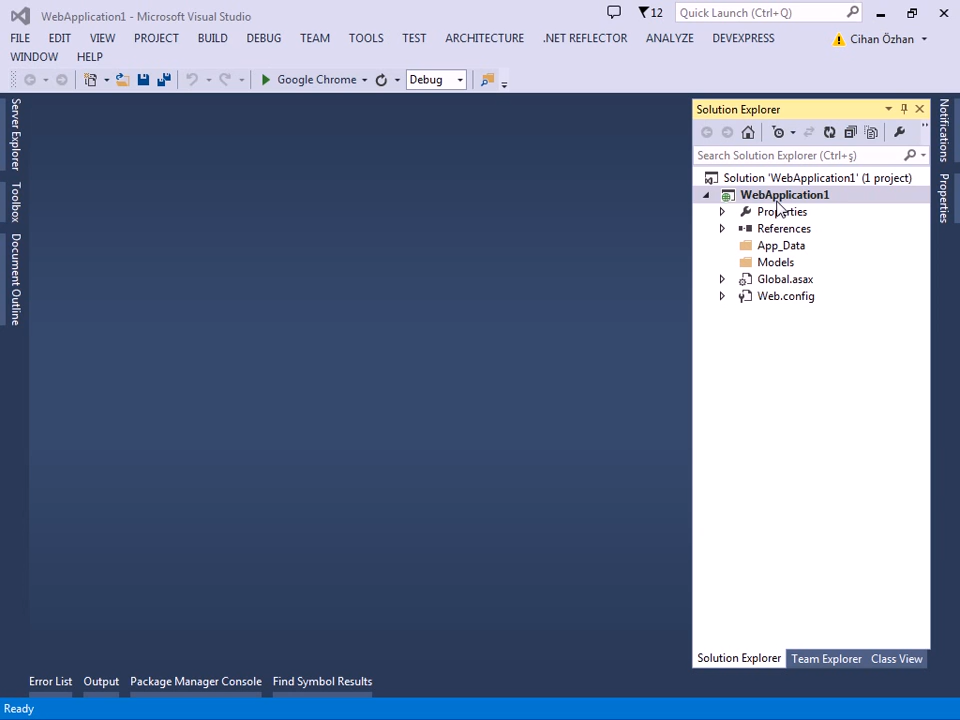 WebApplication1 - Microsoft Visual Studio
12
Quick Launch (Ctrl+Q)
FILE EDIT VIEW PROJECT BUILD DEBUG TEAM TOOLS TEST ARCHITECTURE .NET REFLECTOR ANALYZE DEVEXPRESS
Cihan Özhan
WINDOW HELP
Google Chrome
Debug
Server Explorer
Toolbox
Document Outline
Solution Explorer
Search Solution Explorer (Ctrl+ş)
Solution 'WebApplication1' (1 project)
WebApplication1
Properties
References
App_Data
Models
Global.asax
Web.config
Notifications
Properties
Solution Explorer Team Explorer Class View
Error List Output Package Manager Console Find Symbol Results
Ready